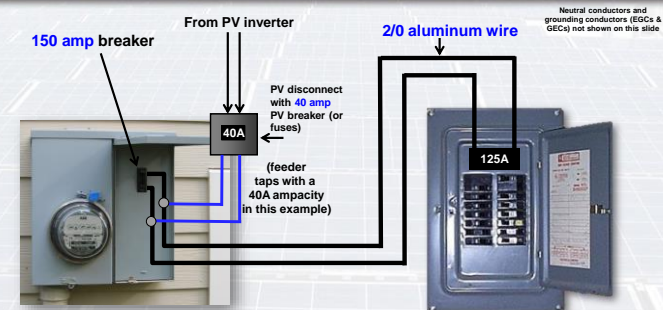 Neutral conductors and
grounding conductors (EGCs &
GECs) not shown on this slide
From PV inverter
150 amp breaker
2/0 aluminum wire
PV disconnect
with 40 amp
PV breaker (or
fuses)
40A
(feeder
taps with a
40A ampacity
in this example)
125A